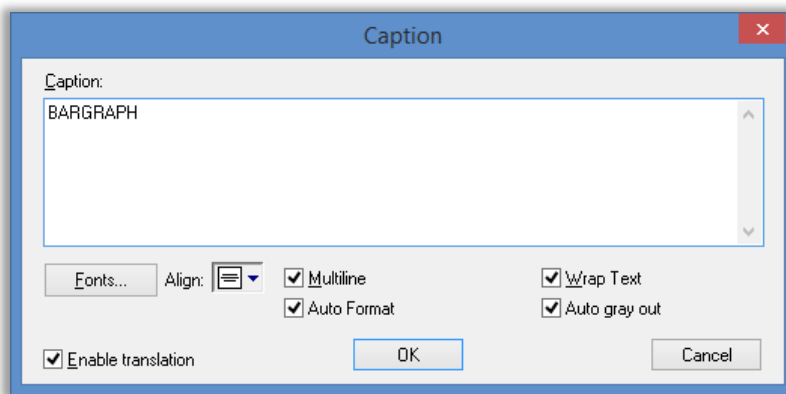 Caption
Caption:
BARGRAPH
Fonts... Align: Multiline Wrap Text
Auto Format Auto gray out
Enable translation OK Cancel